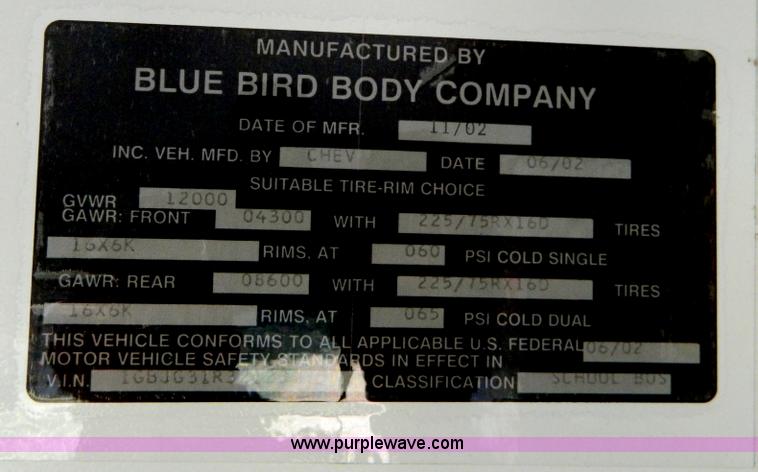 MANUFACTURED BY
BLUE BIRD BODY COMPANY
DATE OF MFR. 11/02
INC. VEH. MFD. BY CHEV DATE 06/02
SUITABLE TIRE-RIM CHOICE
GVWR 12000
GAWR: FRONT 04300 WITH 225/75RX16D TIRES
16X6K RIMS, AT 060 PSI COLD SINGLE
GAWR: REAR 08600 WITH 225/75RX16D TIRES
16X6K RIMS, AT 065 PSI COLD DUAL
THIS VEHICLE CONFORMS TO ALL APPLICABLE U.S. FEDERAL 06/02
MOTOR VEHICLE SAFETY STANDARDS IN EFFECT IN
V.I.N. CLASSIFICATION SCHOOL BUS
www.purplewave.com